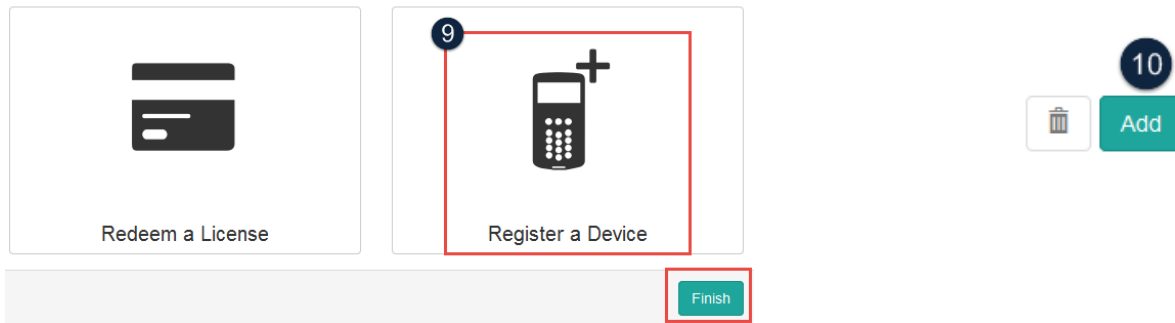 9
10
Add
Redeem a License
Register a Device
Finish